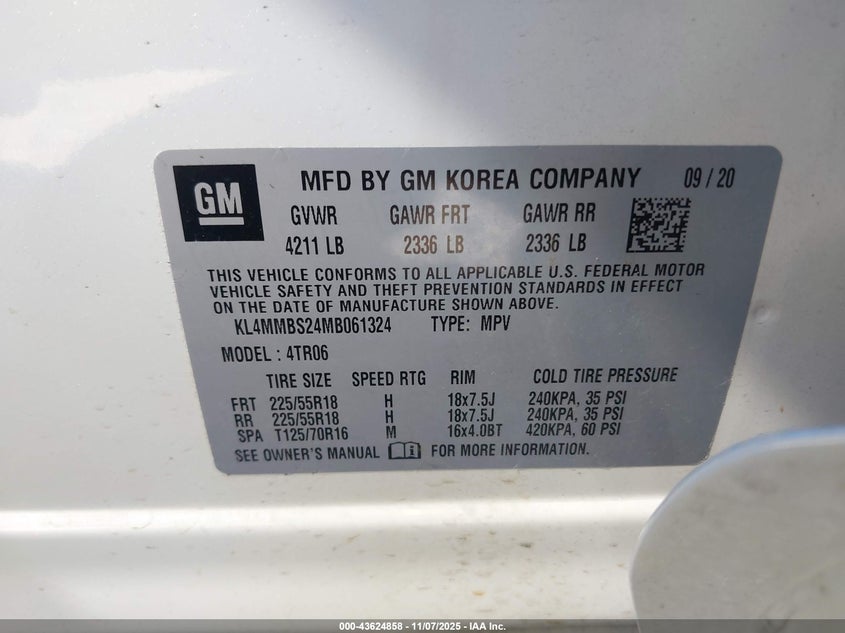 GM
MFD BY GM KOREA COMPANY 09 / 20
GVWR GAWR FRT GAWR RR
4211 LB 2336 LB 2336 LB
THIS VEHICLE CONFORMS TO ALL APPLICABLE U.S. FEDERAL MOTOR
VEHICLE SAFETY AND THEFT PREVENTION STANDARDS IN EFFECT
ON THE DATE OF MANUFACTURE SHOWN ABOVE.
KL4MMBS24MB061324 TYPE: MPV
MODEL : 4TR06
TIRE SIZE SPEED RTG RIM COLD TIRE PRESSURE
FRT 225/55R18 H 18x7.5J 240KPA, 35 PSI
RR 225/55R18 H 18x7.5J 240KPA, 35 PSI
SPA T125/70R16 M 16x4.0BT 420KPA, 60 PSI
SEE OWNER'S MANUAL FOR MORE INFORMATION.
000-43624858 - 11/07/2025 - IAA Inc.